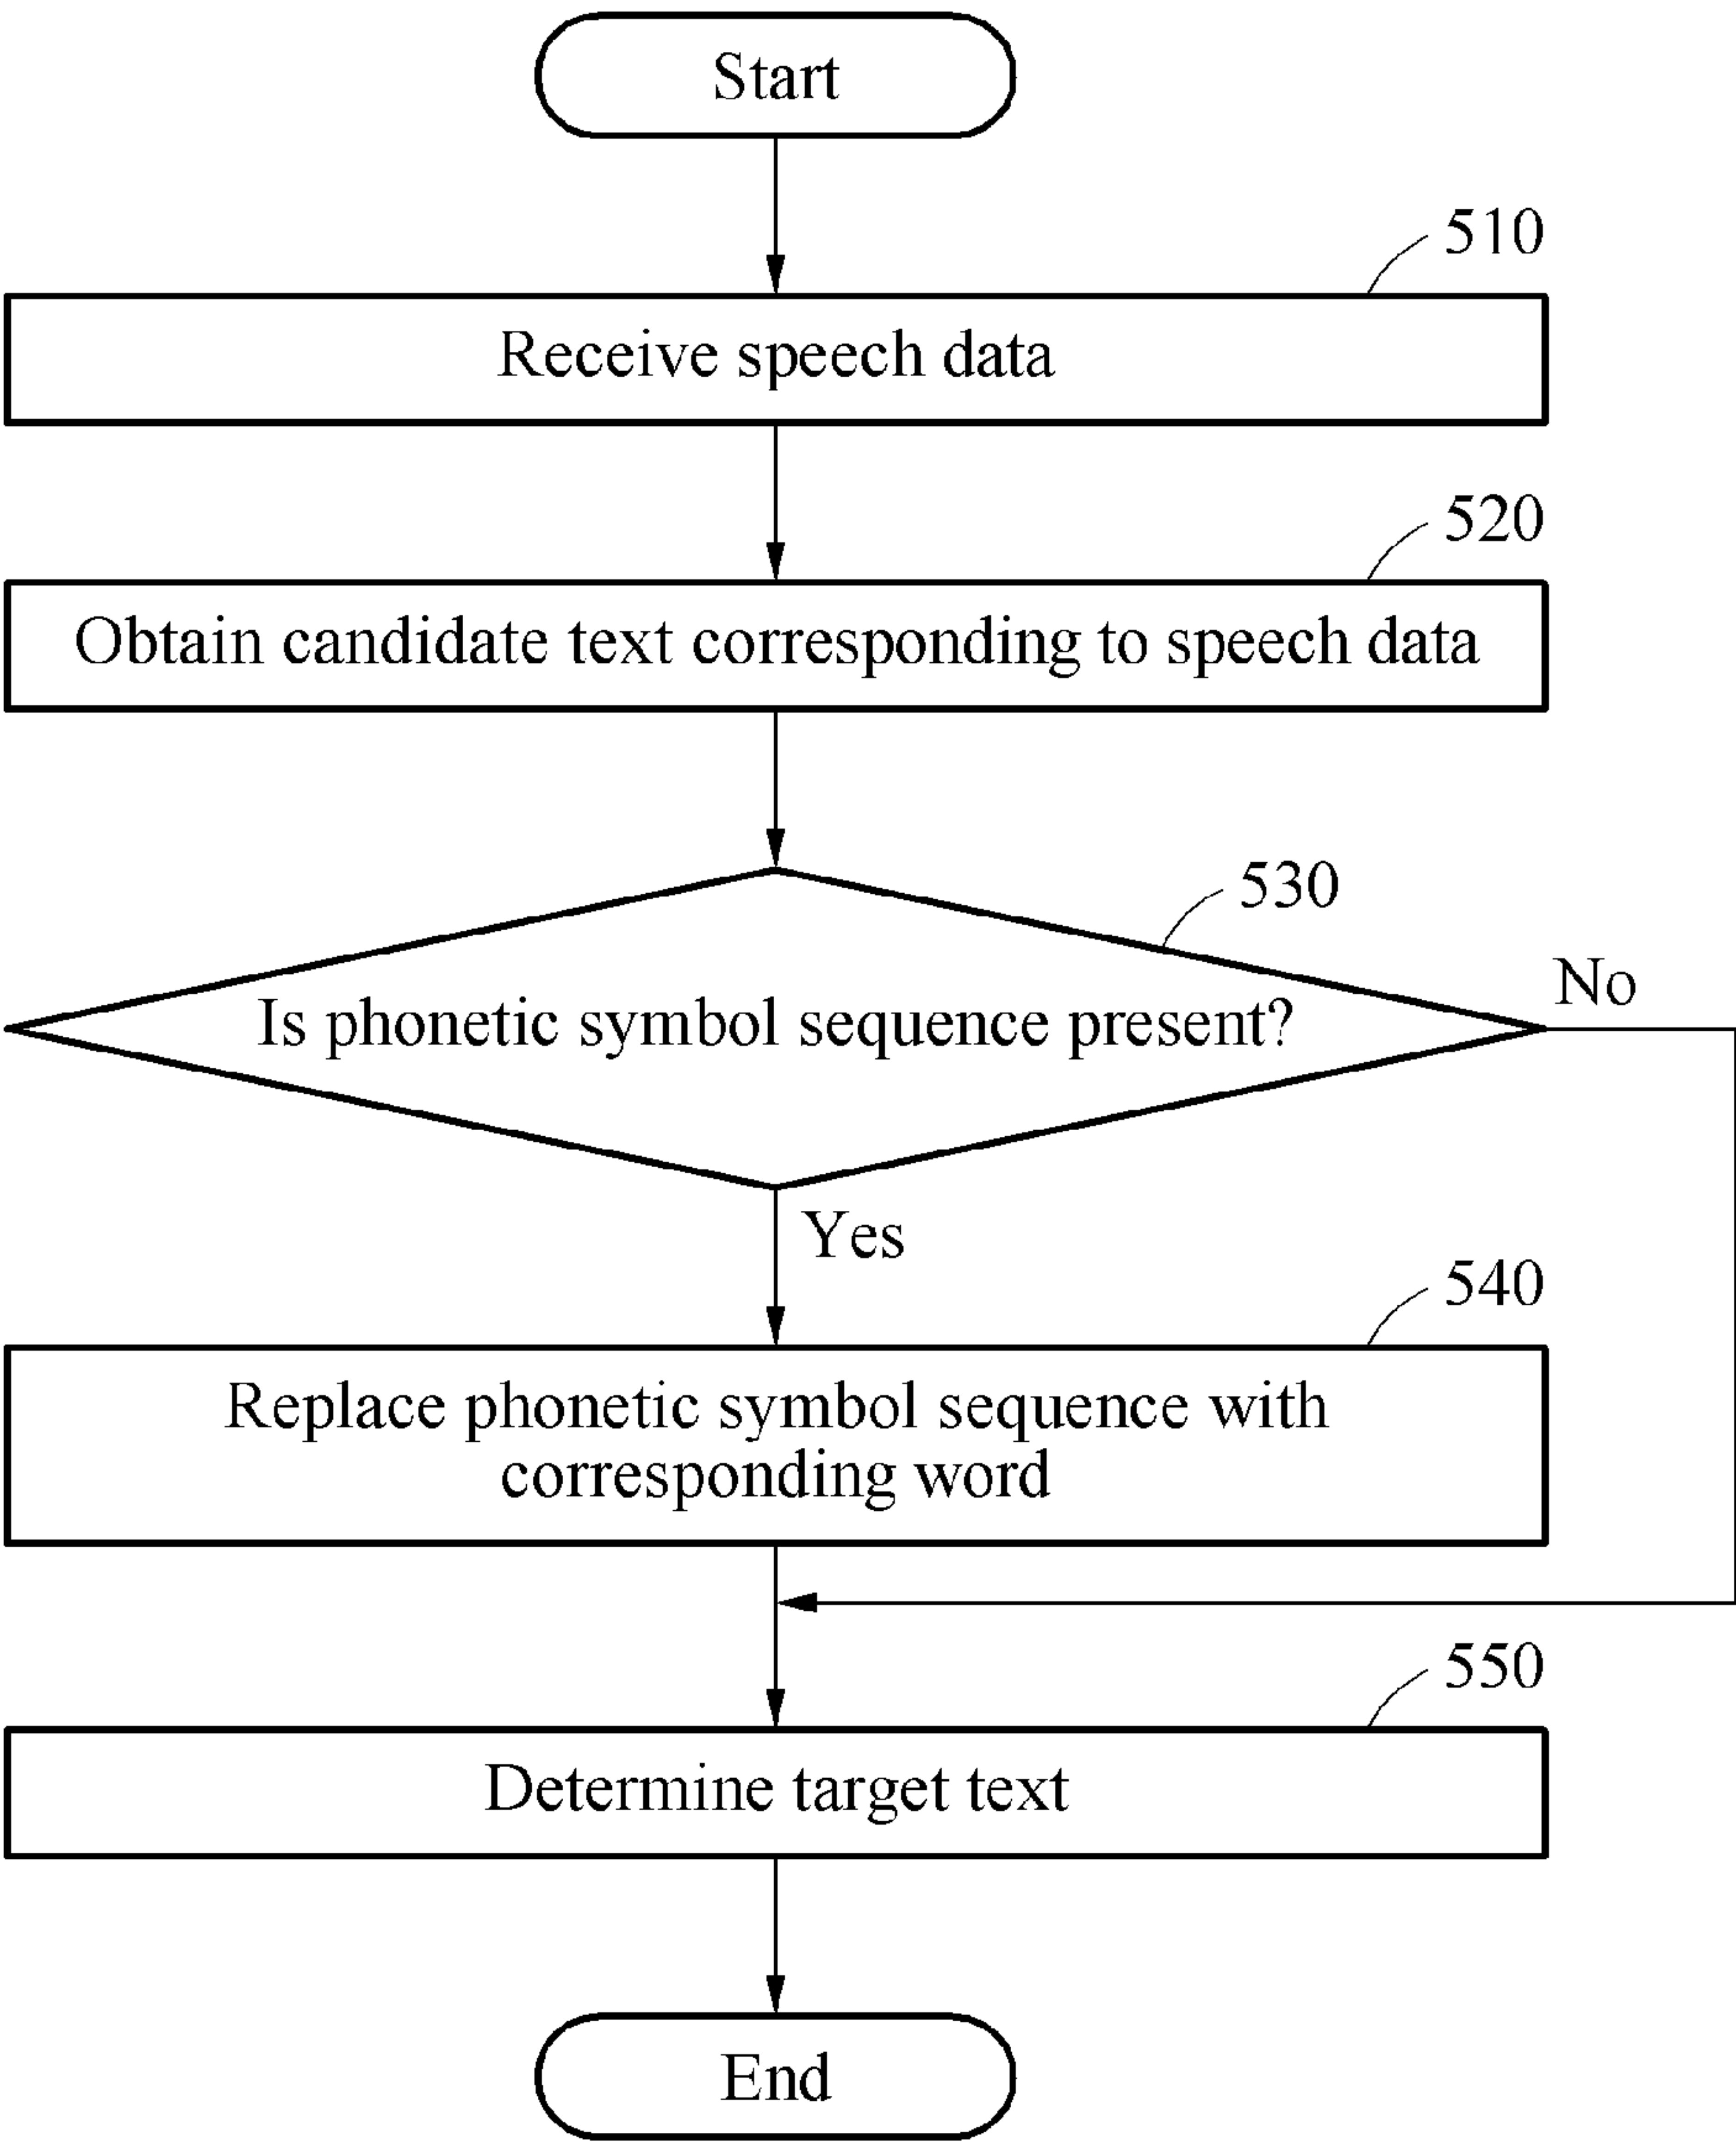 Start
510
Receive speech data
520
Obtain candidate text corresponding to speech data
530
Is phonetic symbol sequence present?
No
Yes
540
Replace phonetic symbol sequence with
corresponding word
550
Determine target text
End